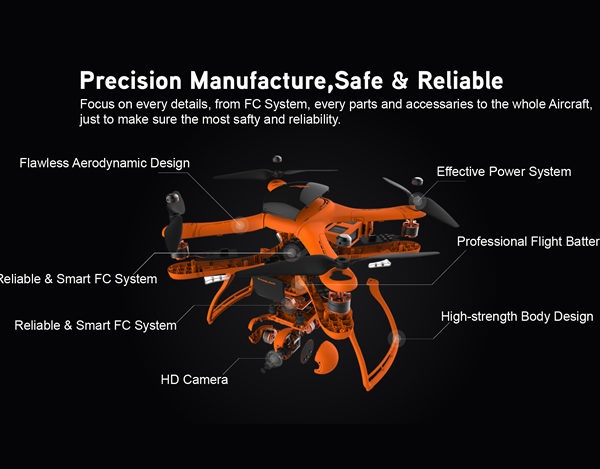 Precision Manufacture,Safe & Reliable
Focus on every details, from FC System, every parts and accessaries to the whole Aircraft,
just to make sure the most safty and reliability.
Flawless Aerodynamic Design
Effective Power System
Professional Flight Batter
Reliable & Smart FC System
Reliable & Smart FC System
High-strength Body Design
HD Camera